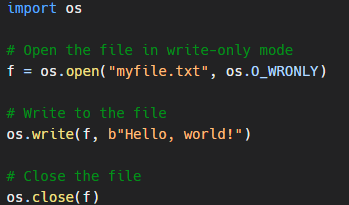 import os
# Open the file in write-only mode
f = os.open("myfile.txt", os.O_WRONLY)
# Write to the file
os.write(f, b"Hello, world!")
# Close the file
os.close(f)